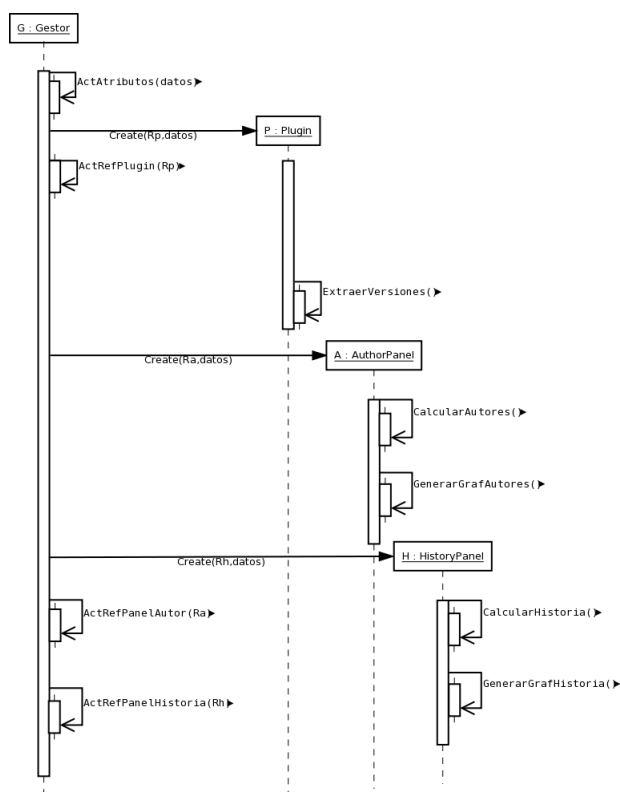 G : Gestor
ActAtributos(datos)
P : Plugin
Create(Rp,datos)
ActRefPlugin(Rp)
ExtraerVersiones()
A : AuthorPanel
Create(Ra,datos)
CalcularAutores()
GenerarGrafAutores()
H : HistoryPanel
Create(Rh,datos)
ActRefPanelAutor(Ra)
CalcularHistoria()
GenerarGrafHistoria()
ActRefPanelHistoria(Rh)